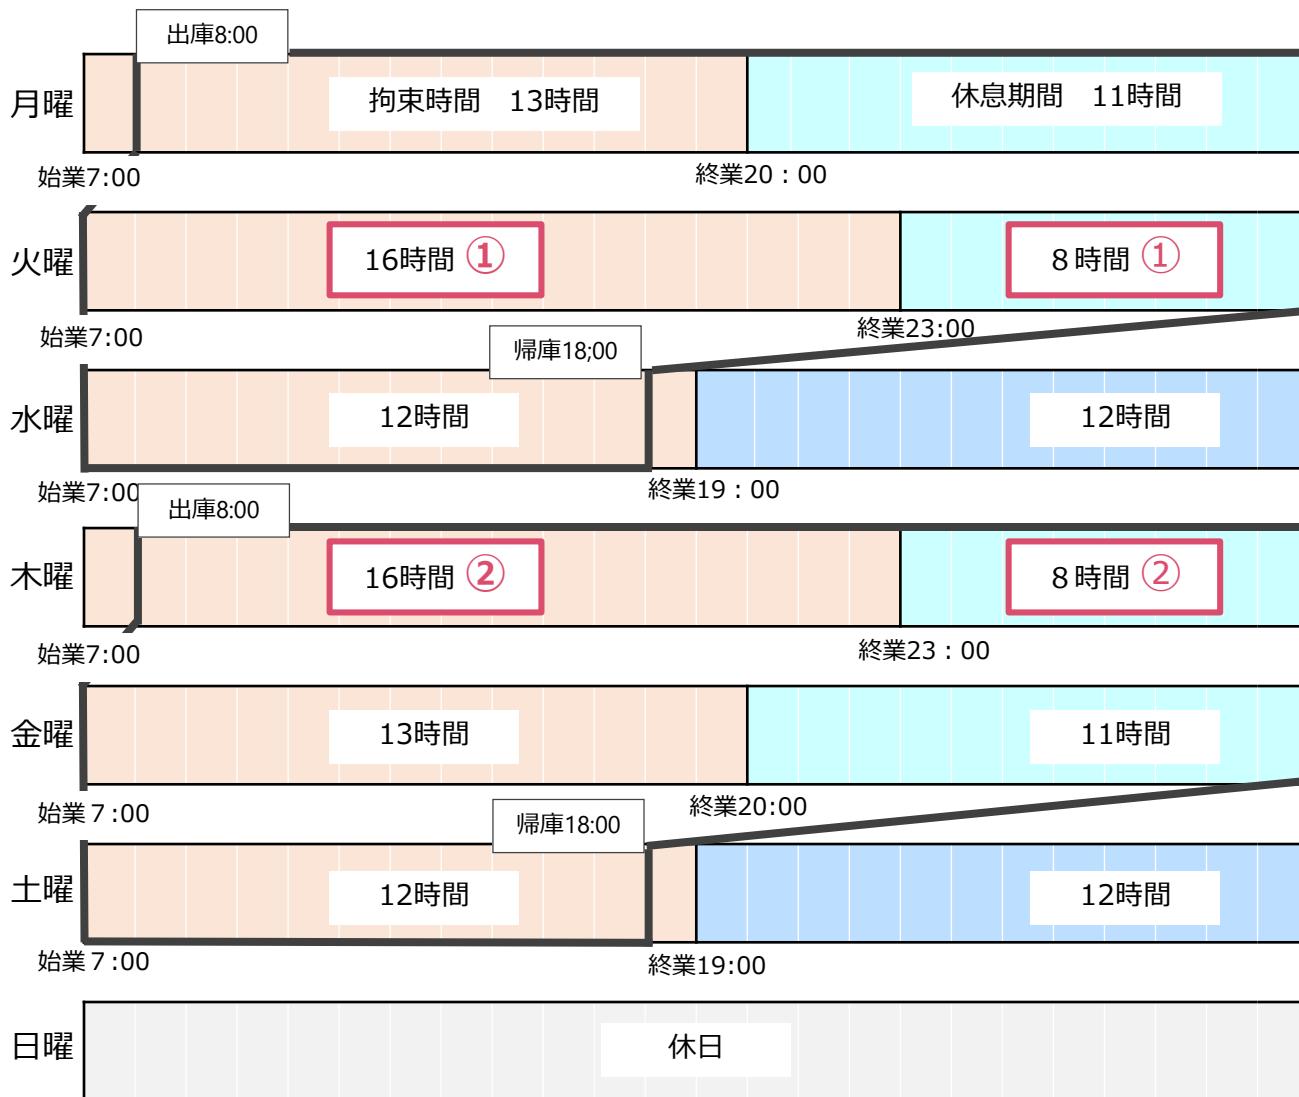 出庫8:00
月曜
拘束時間　13時間
休息期間　11時間
始業7:00
終業20：00
火曜
16時間 ①
８時間 ①
始業7:00
終業23:00
帰庫18;00
水曜
12時間
12時間
始業7:00
終業19：00
出庫8:00
木曜
16時間 ②
８時間 ②
始業7:00
終業23：00
金曜
13時間
11時間
始業７:00
終業20:00
帰庫18:00
土曜
12時間
12時間
始業７:00
終業19:00
日曜
休日